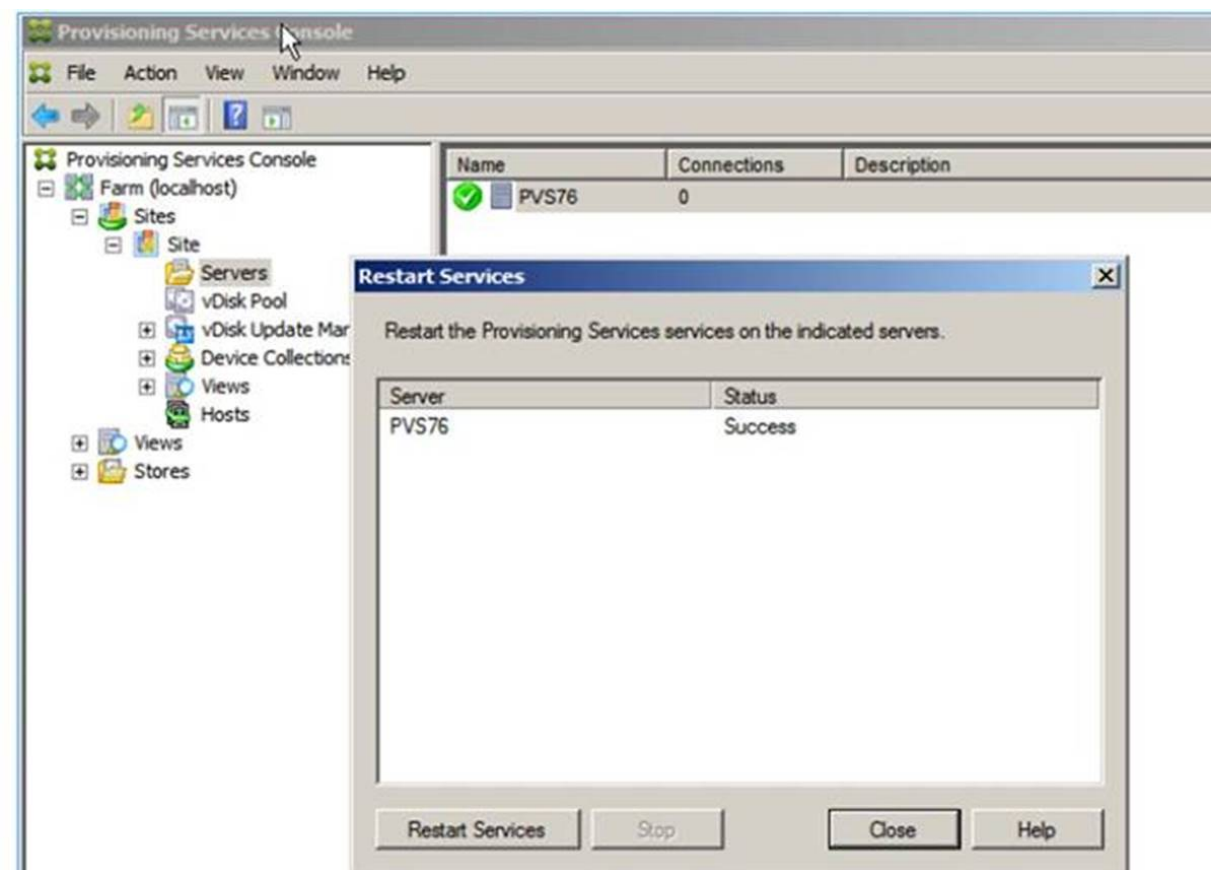 Provisioning Services Console
File Action View Window Help
Provisioning Services Console
Farm (localhost)
Sites
Site
Servers
vDisk Pool
vDisk Update Mar
Device Collections
Views
Hosts
Views
Stores
Name Connections Description
PVS76 0
Restart Services
Restart the Provisioning Services services on the indicated servers.
Server Status
PVS76 Success
Restart Services Stop Close Help